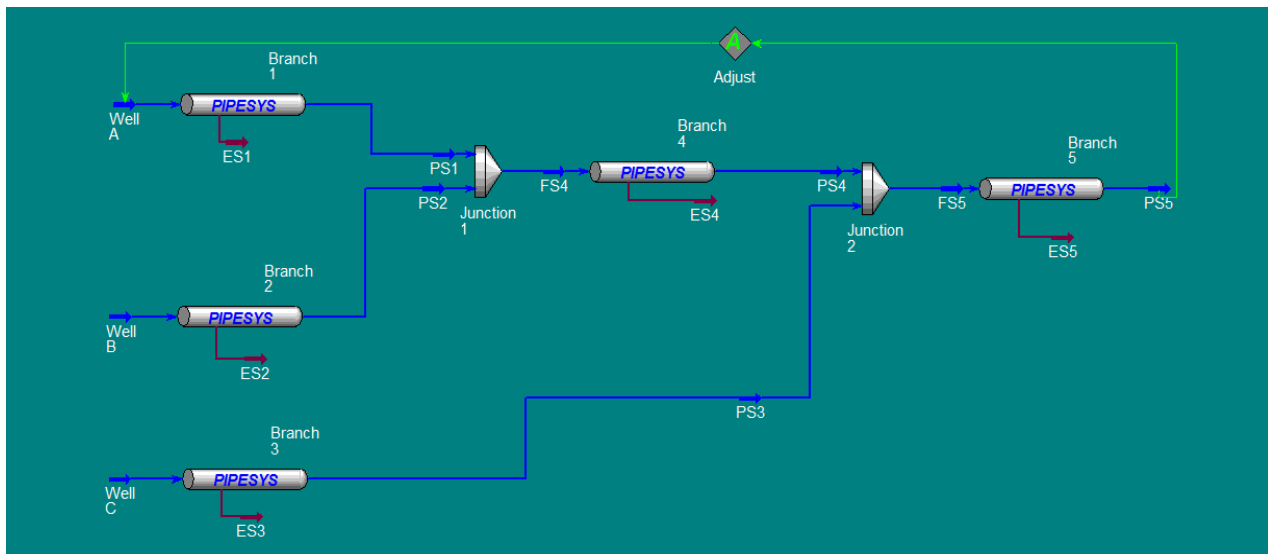 A
Adjust
Branch
1
PIPESYS
Well
A
ES1
PS1
Branch
4
PIPESYS
FS4
ES4
PS4
Branch
5
PIPESYS
FS5
PS5
ES5
PS2
Junction
1
Junction
2
Branch
2
PIPESYS
Well
B
ES2
PS3
Branch
3
PIPESYS
Well
C
ES3